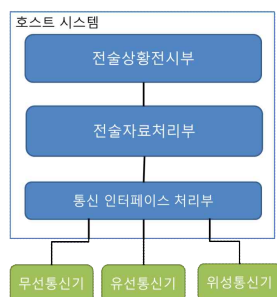 호스트 시스템
전술상황전시부
전술자료처리부
통신 인터페이스 처리부
무선통신기
유선통신기
위성통신기